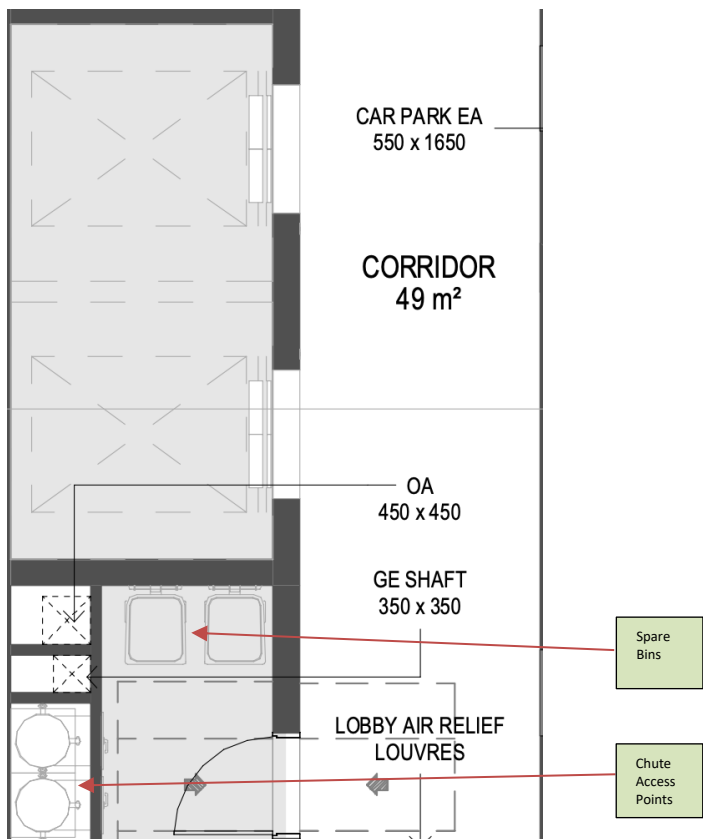 CAR PARK EA
550 x 1650
CORRIDOR
49 m²
OA
450 x 450
GE SHAFT
350 x 350
Spare
Bins
LOBBY AIR RELIEF
LOUVRES
Chute
Access
Points